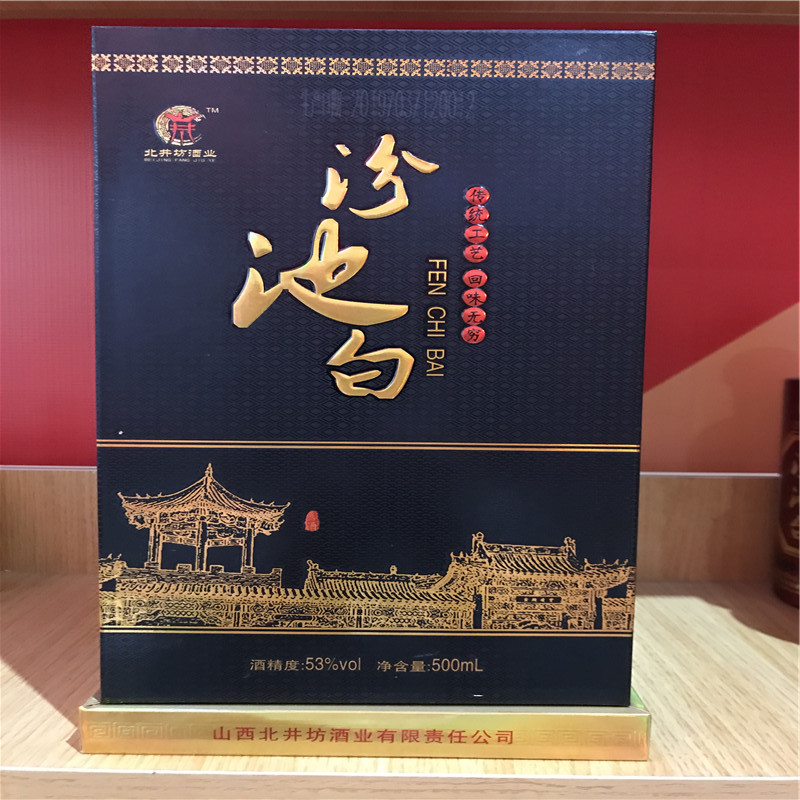 TM
北井坊酒业
BEI JING FANG JIU YE
汾池白
FEN CHI BAI
传统工艺 回味无穷
酒精度:53%vol 净含量:500mL
山西北井坊酒业有限责任公司